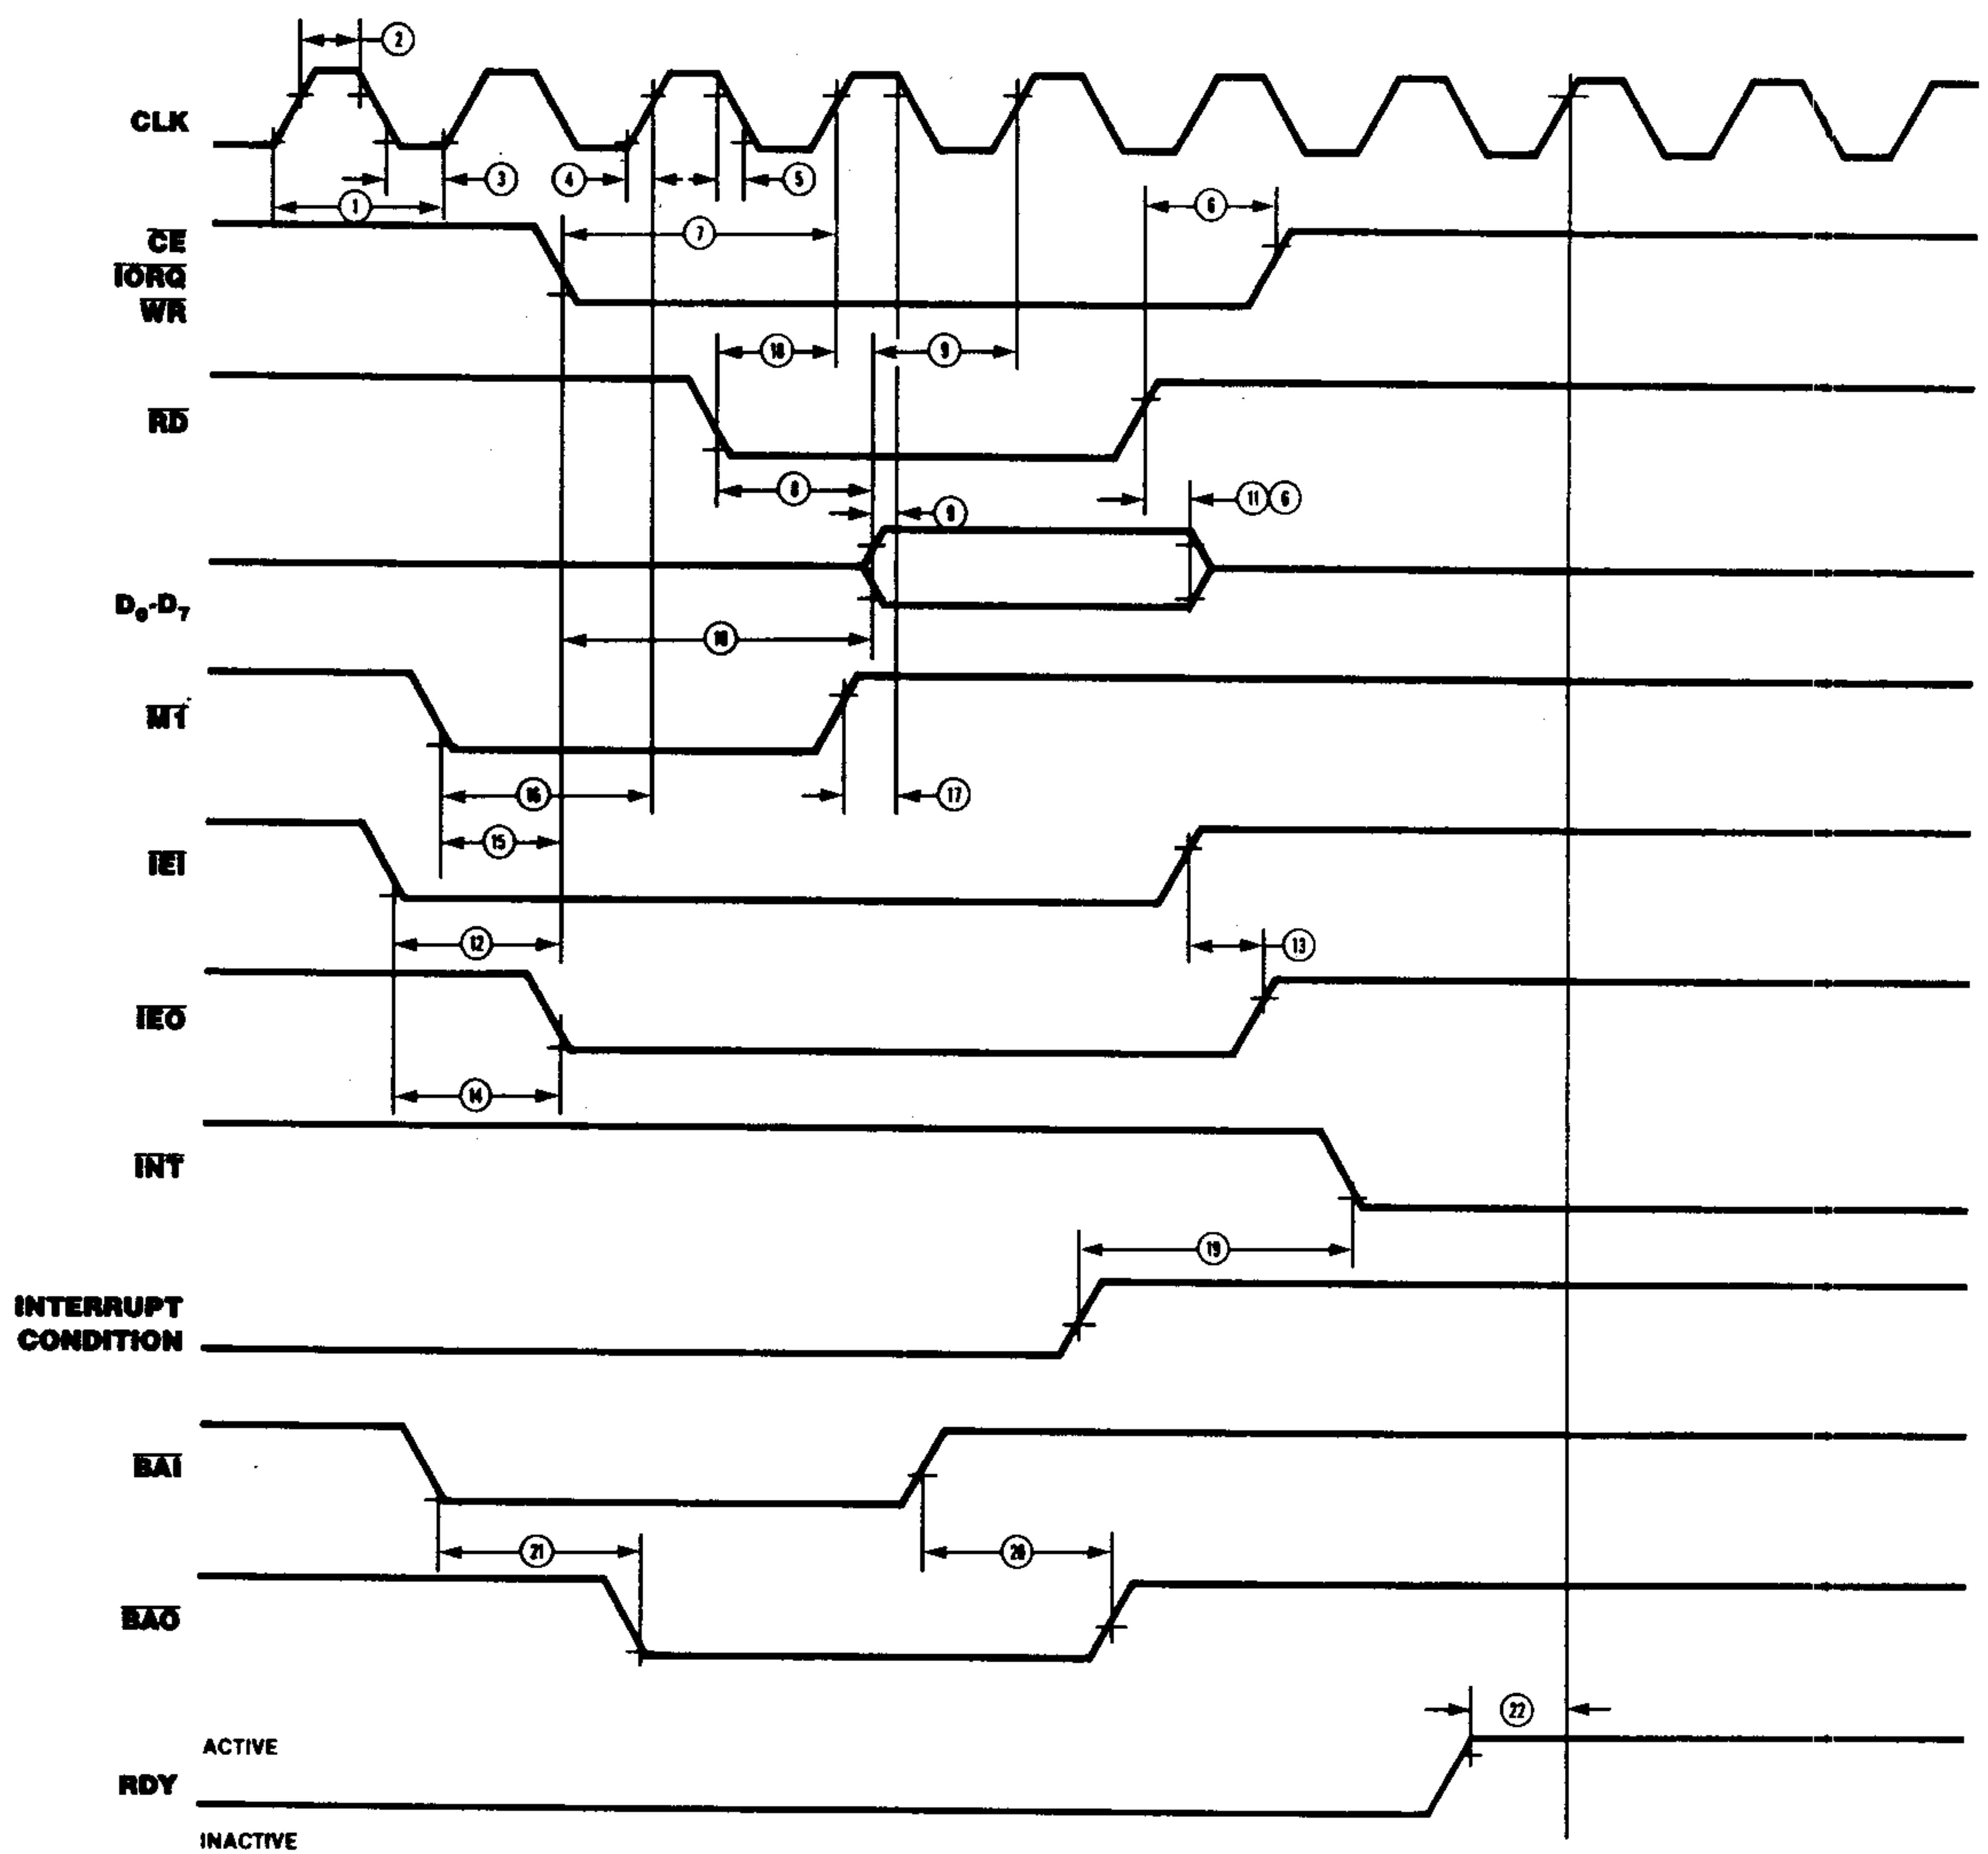 2
CLK
3
4
5
1
6
7
CE
IORQ
WR
10
9
RD
8
11 6
9
D0-D7
10
M1
16
17
15
IEI
12
13
IEO
14
INT
19
INTERRUPT
CONDITION
BAI
21
20
BAO
22
ACTIVE
RDY
INACTIVE